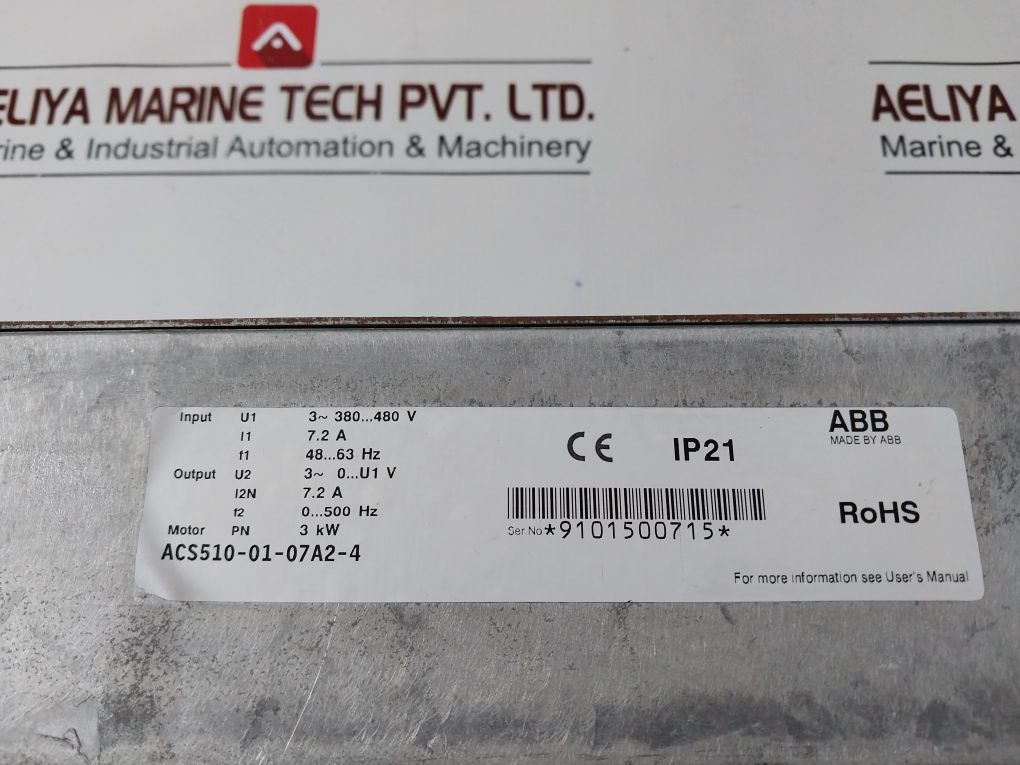 ELIYA MARINE TECH PVT. LTD.
rine & Industrial Automation & Machinery
AELIYA
Marine &
Input U1 3~ 380...480 V
I1 7.2 A
f1 48...63 Hz
Output U2 3~ 0...U1 V
I2N 7.2 A
f2 0...500 Hz
Motor PN 3 kW
ACS510-01-07A2-4
CE IP21
Ser.No *9101500715*
ABB
MADE BY ABB
RoHS
For more information see User's Manual